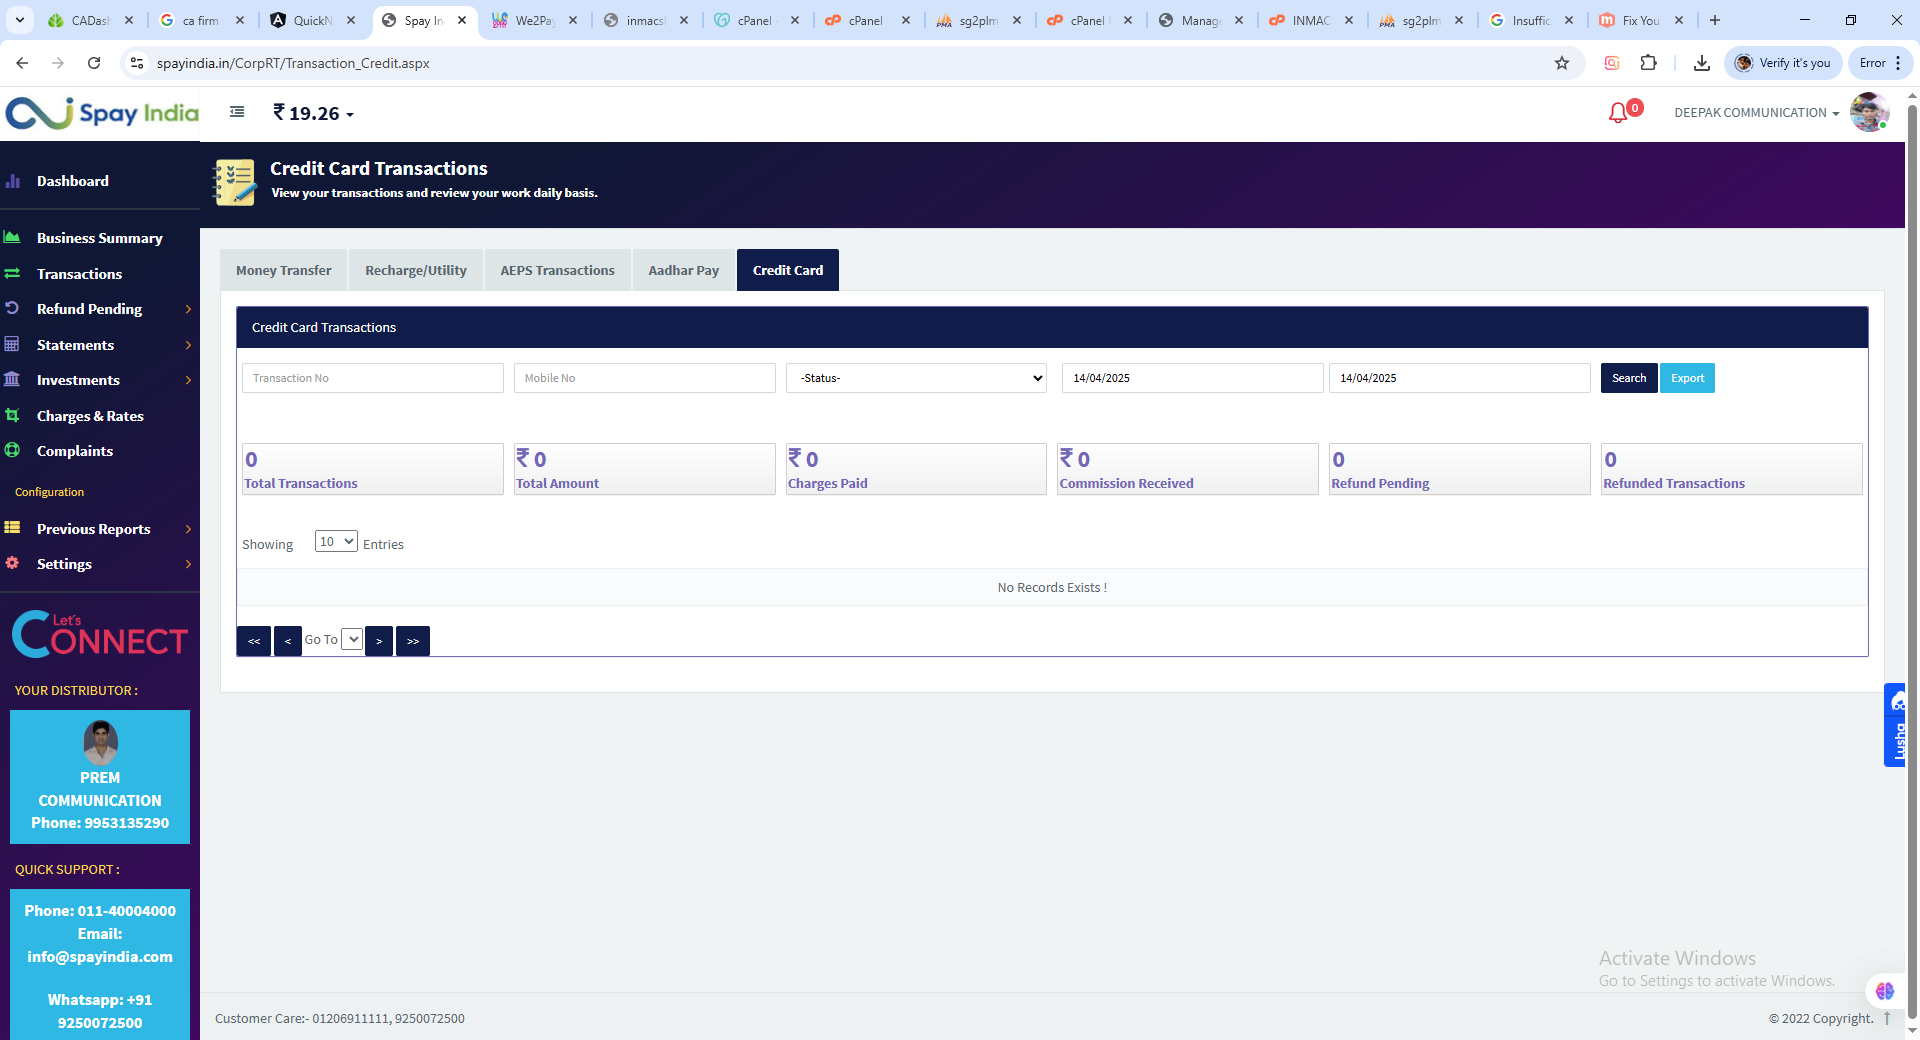 CADas
ca firm
QuickN
Spay In
We2Pay
inmacs
cPanel
cPanel
sg2plm
cPanel
Manag
INMAC
sg2plm
Insuffic
Fix You
spayindia.in/CorpRT/Transaction_Credit.aspx
Verify it's you
Error
Spay India
₹ 19.26
0
DEEPAK COMMUNICATION
Credit Card Transactions
View your transactions and review your work daily basis.
Dashboard
Business Summary
Transactions
Refund Pending
Statements
Investments
Charges & Rates
Complaints
Configuration
Previous Reports
Settings
Let's
CONNECT
YOUR DISTRIBUTOR :
PREM
COMMUNICATION
Phone: 9953135290
QUICK SUPPORT :
Phone: 011-40004000
Email:
info@spayindia.com
Whatsapp: +91
9250072500
Money Transfer
Recharge/Utility
AEPS Transactions
Aadhar Pay
Credit Card
Credit Card Transactions
Transaction No
Mobile No
-Status-
14/04/2025
14/04/2025
Search
Export
0
Total Transactions
₹ 0
Total Amount
₹ 0
Charges Paid
₹ 0
Commission Received
0
Refund Pending
0
Refunded Transactions
Showing 10 Entries
No Records Exists !
<< < Go To > >>
Lusha
Activate Windows
Go to Settings to activate Windows.
Customer Care:- 01206911111, 9250072500
© 2022 Copyright.